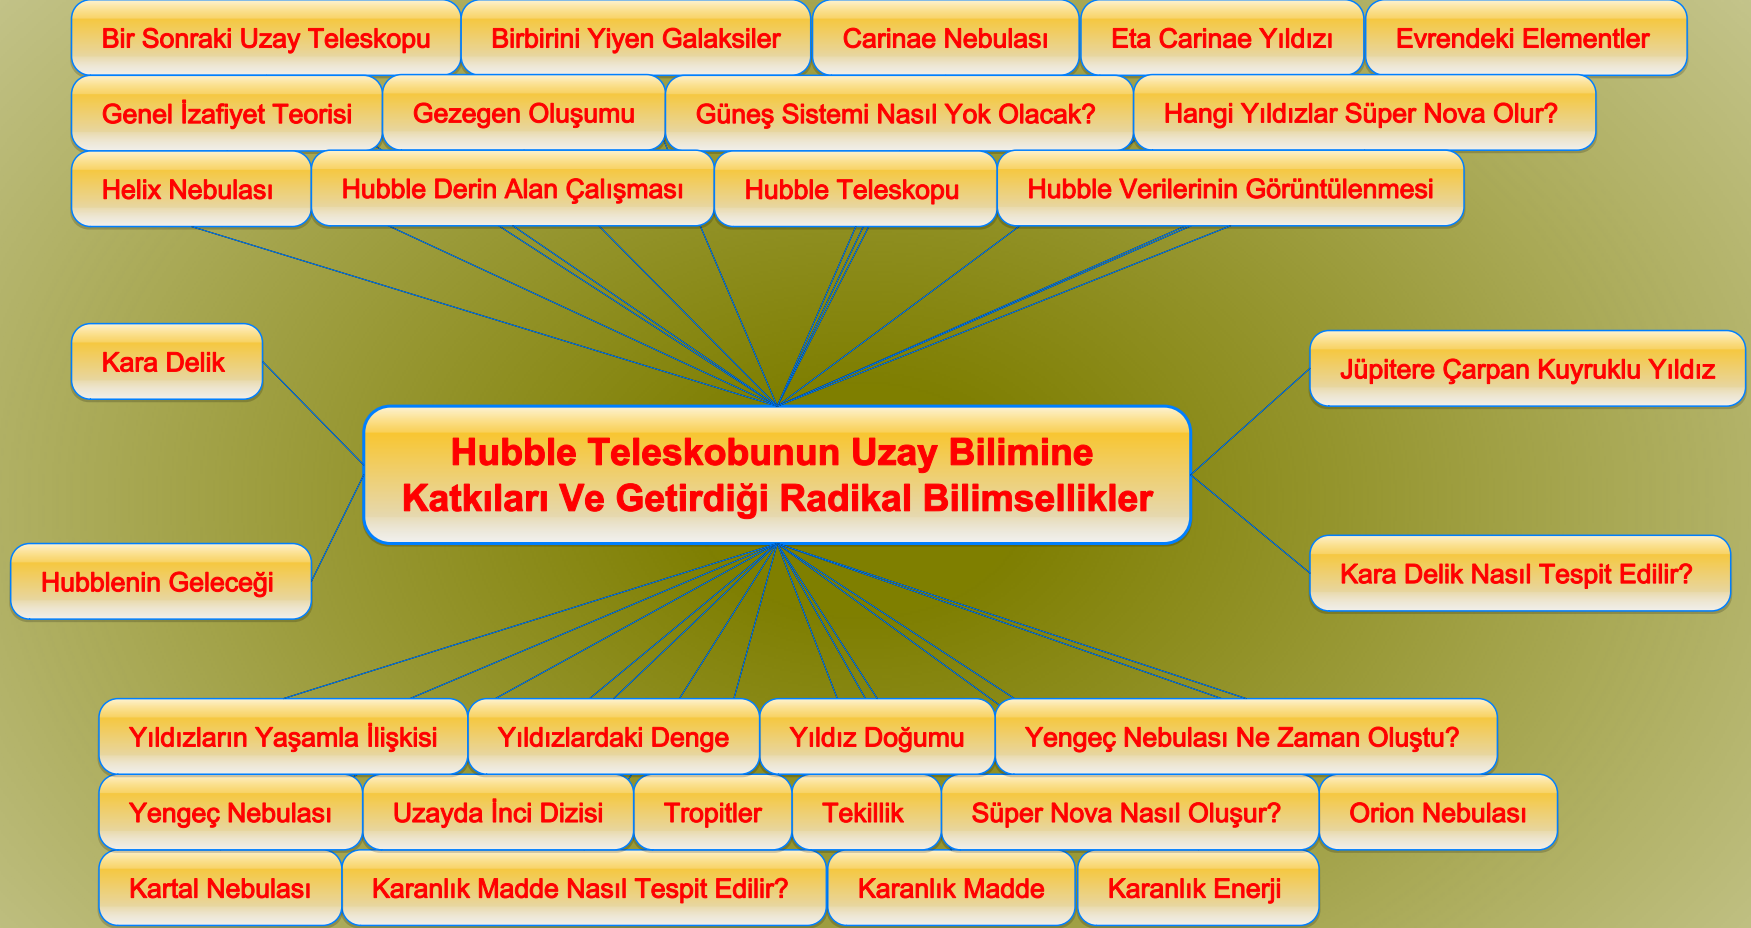 Bir Sonraki Uzay Teleskopu
Birbirini Yiyen Galaksiler
Carinae Nebulası
Eta Carinae Yıldızı
Evrendeki Elementler
Genel İzafiyet Teorisi
Gezegen Oluşumu
Güneş Sistemi Nasıl Yok Olacak?
Hangi Yıldızlar Süper Nova Olur?
Helix Nebulası
Hubble Derin Alan Çalışması
Hubble Teleskopu
Hubble Verilerinin Görüntülenmesi
Kara Delik
Jüpitere Çarpan Kuyruklu Yıldız
Hubble Teleskobunun Uzay Bilimine
Katkıları Ve Getirdiği Radikal Bilimsellikler
Hubblenin Geleceği
Kara Delik Nasıl Tespit Edilir?
Yıldızların Yaşamla İlişkisi
Yıldızlardaki Denge
Yıldız Doğumu
Yengeç Nebulası Ne Zaman Oluştu?
Yengeç Nebulası
Uzayda İnci Dizisi
Tropitler
Tekillik
Süper Nova Nasıl Oluşur?
Orion Nebulası
Kartal Nebulası
Karanlık Madde Nasıl Tespit Edilir?
Karanlık Madde
Karanlık Enerji